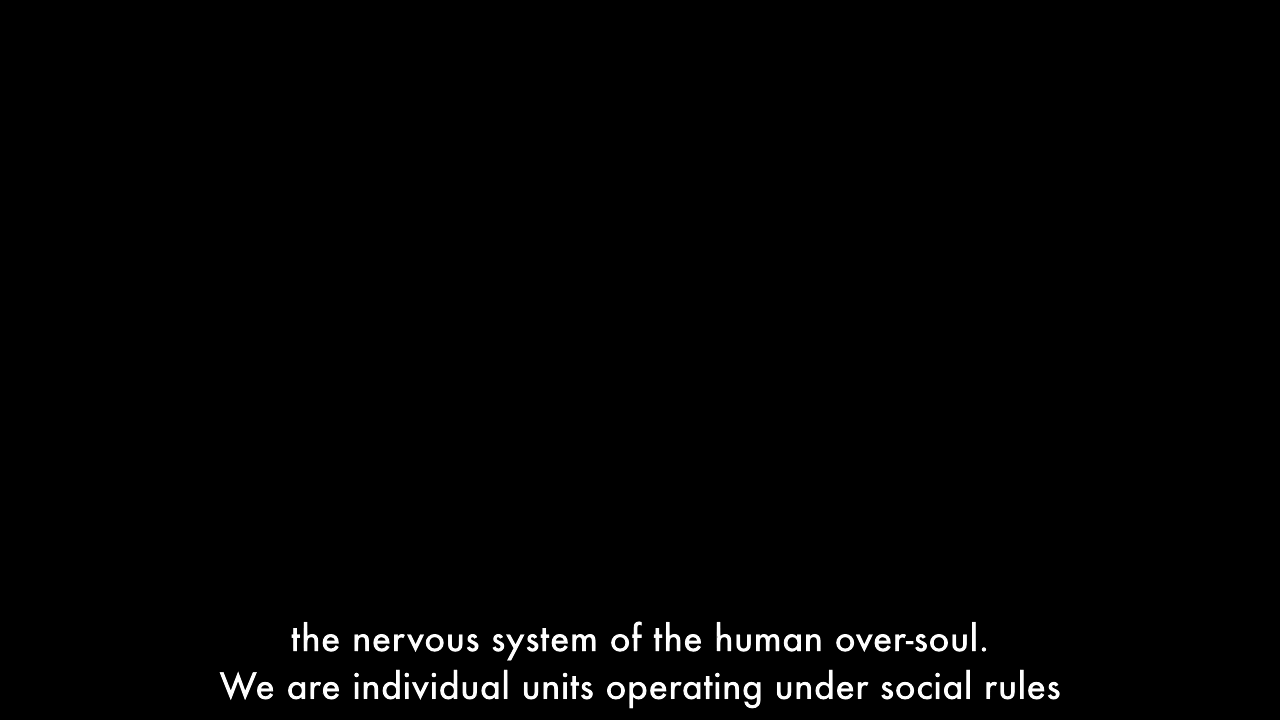 the nervous system of the human over-soul.
We are individual units operating under social rules